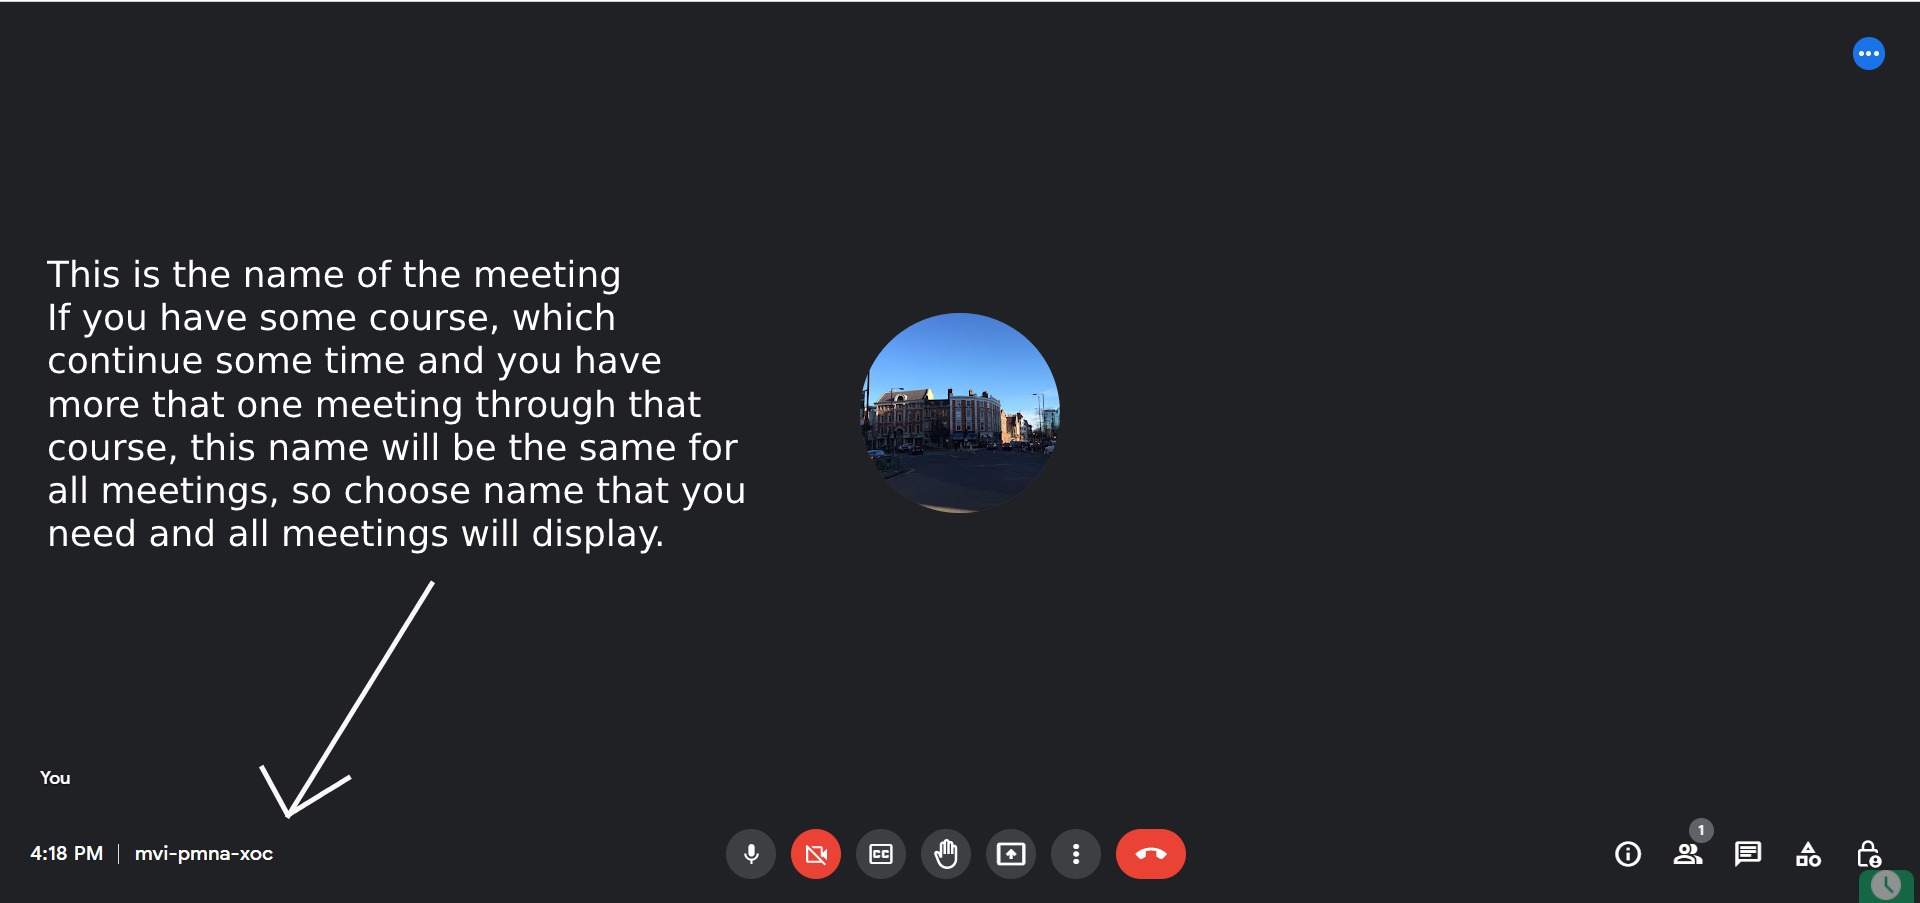 This is the name of the meeting
If you have some course, which
continue some time and you have
more that one meeting through that
course, this name will be the same for
all meetings, so choose name that you
need and all meetings will display.
You
4:18 PM | mvi-pmna-xoc
CC
1